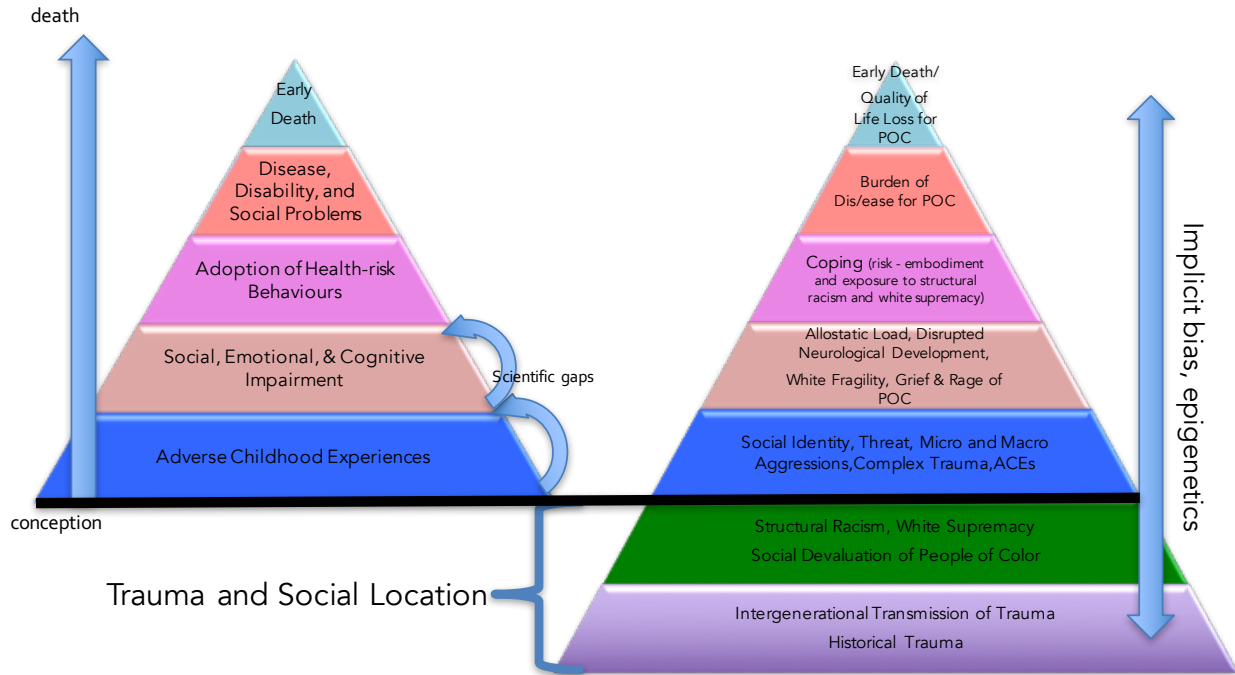 death
Early
Death
Disease,
Disability, and
Social Problems
Adoption of Health-risk
Behaviours
Social, Emotional, & Cognitive
Impairment
Scientific gaps
Adverse Childhood Experiences
conception
Early Death/
Quality of
Life Loss for
POC
Burden of
Dis/ease for POC
Coping (risk - embodiment
and exposure to structural
racism and white supremacy)
Allostatic Load, Disrupted
Neurological Development,
White Fragility, Grief & Rage of
POC
Social Identity, Threat, Micro and Macro
Aggressions,Complex Trauma,ACEs
Structural Racism, White Supremacy
Social Devaluation of People of Color
Trauma and Social Location
Intergenerational Transmission of Trauma
Historical Trauma
Implicit bias, epigenetics